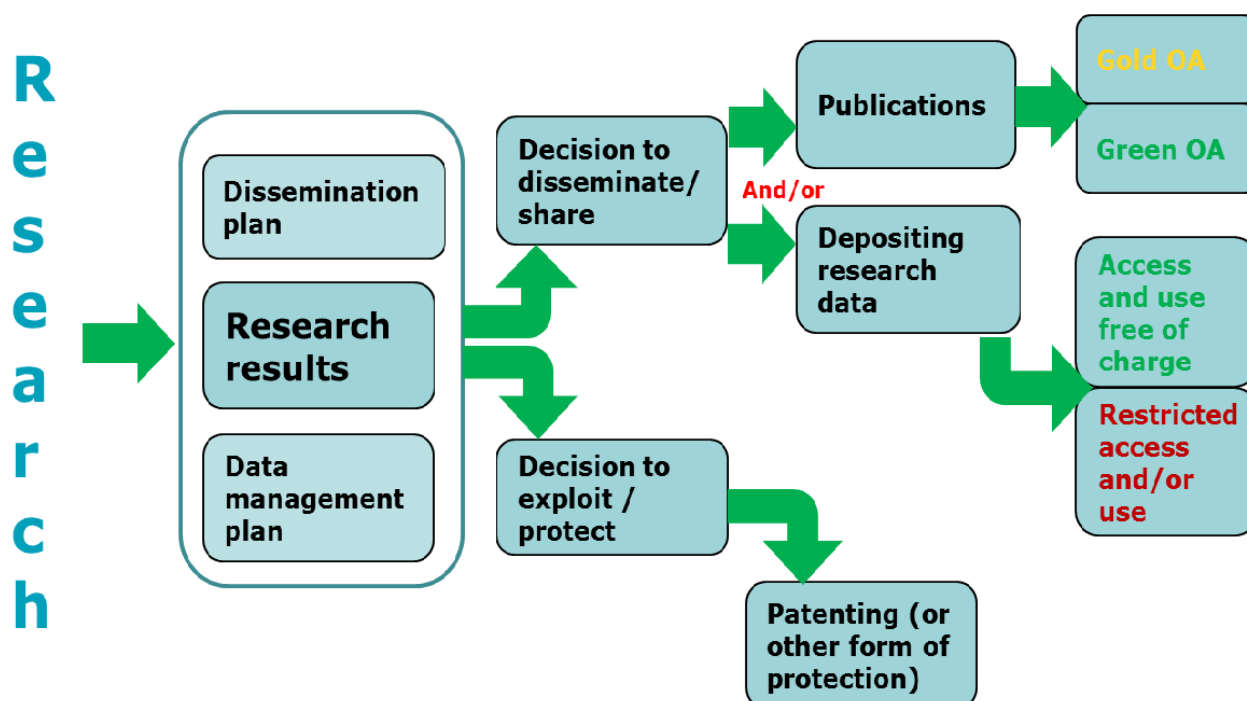 Research
Dissemination
plan
Research
results
Data
management
plan
Decision to
disseminate/
share
Decision to
exploit /
protect
And/or
Publications
Depositing
research
data
Patenting (or
other form of
protection)
Gold OA
Green OA
Access
and use
free of
charge
Restricted
access
and/or
use